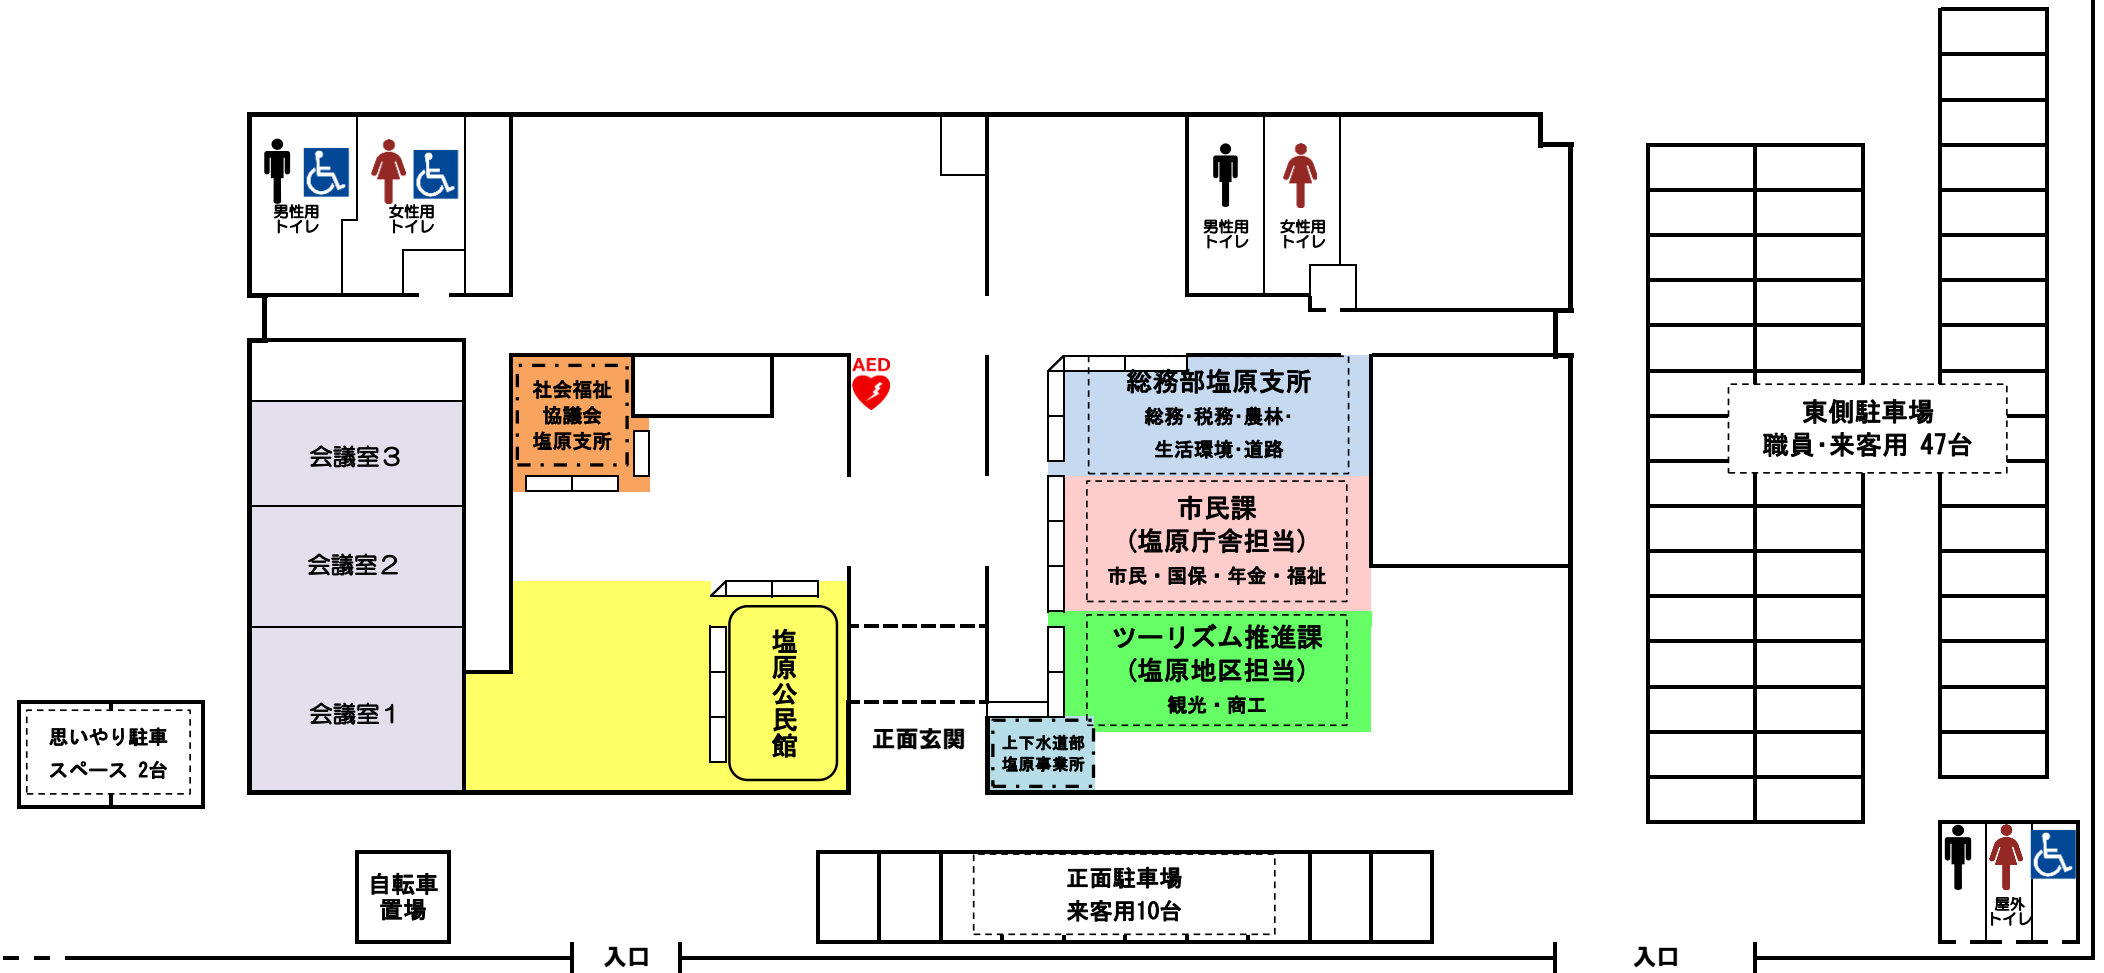 男性用
トイレ
女性用
トイレ
男性用
トイレ
女性用
トイレ
AED
社会福祉
協議会
塩原支所
総務部塩原支所
総務･税務･農林･
生活環境･道路
東側駐車場
職員･来客用 47台
会議室３
市民課
（塩原庁舎担当）
市民・国保・年金・福祉
会議室２
塩原公民館
ツーリズム推進課
（塩原地区担当）
観光・商工
会議室１
思いやり駐車
スペース 2台
正面玄関
上下水道部
塩原事業所
自転車
置場
正面駐車場
来客用10台
屋外
トイレ
入口
入口